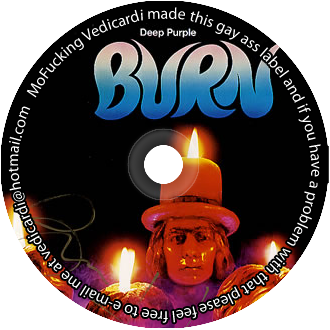 Deep Purple
BURN
MoFucking Vedicardi made this gay ass label and if you have a problem with that please feel free to e-mail me at vedicardi@hotmail.com